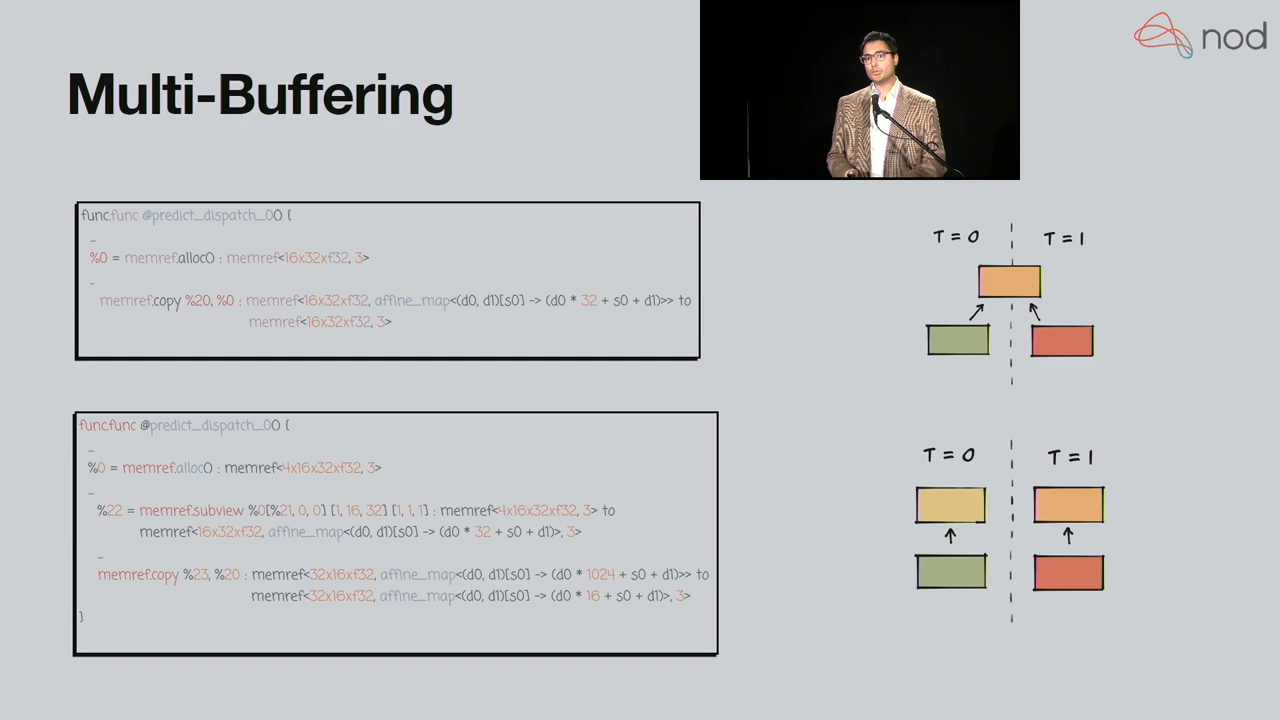 nod
Multi-Buffering
func.func @predict_dispatch_0() {
...
%0 = memref.alloc() : memref<16x32xf32, 3>
..
memref.copy %20, %0 : memref<16x32xf32, affine_map<(d0, d1)[s0] -> (d0 * 32 + s0 + d1)>> to
memref<16x32xf32, 3>
T = 0
T = 1
func.func @predict_dispatch_0() {
...
%0 = memref.alloc() : memref<4x16x32xf32, 3>
...
%22 = memref.subview %0[%21, 0, 0] [1, 16, 32] [1, 1, 1] : memref<4x16x32xf32, 3> to
memref<16x32xf32, affine_map<(d0, d1)[s0] -> (d0 * 32 + s0 + d1)>, 3>
...
memref.copy %23, %20 : memref<32x16xf32, affine_map<(d0, d1)[s0] -> (d0 * 1024 + s0 + d1)>> to
memref<32x16xf32, affine_map<(d0, d1)[s0] -> (d0 * 16 + s0 + d1)>, 3>
}
T = 0
T = 1